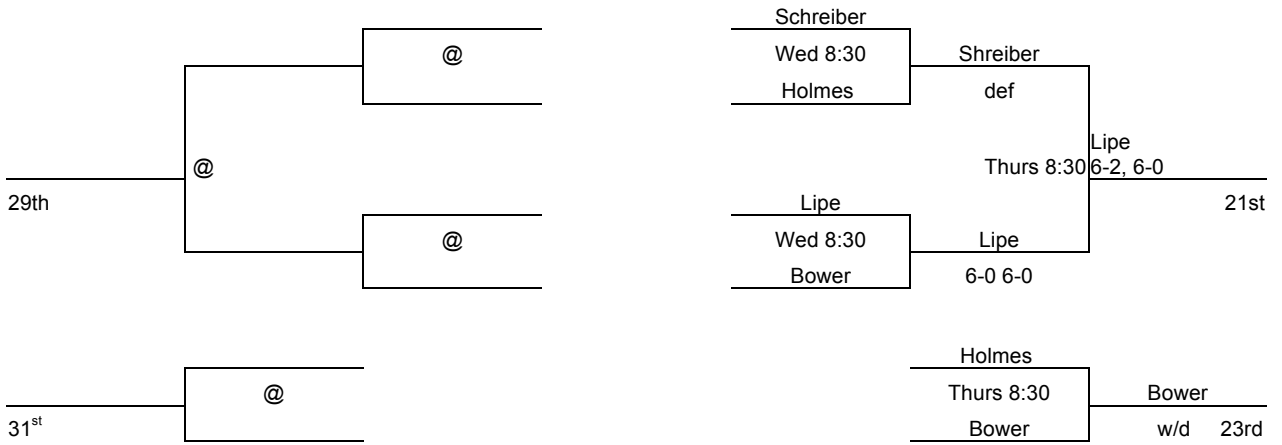 Schreiber
@ Wed 8:30 Shreiber
Holmes def
Lipe
@ Thurs 8:30 6-2, 6-0
29th Lipe 21st
@ Wed 8:30 Lipe
Bower 6-0 6-0
Holmes
@ Thurs 8:30 Bower
31st Bower w/d 23rd